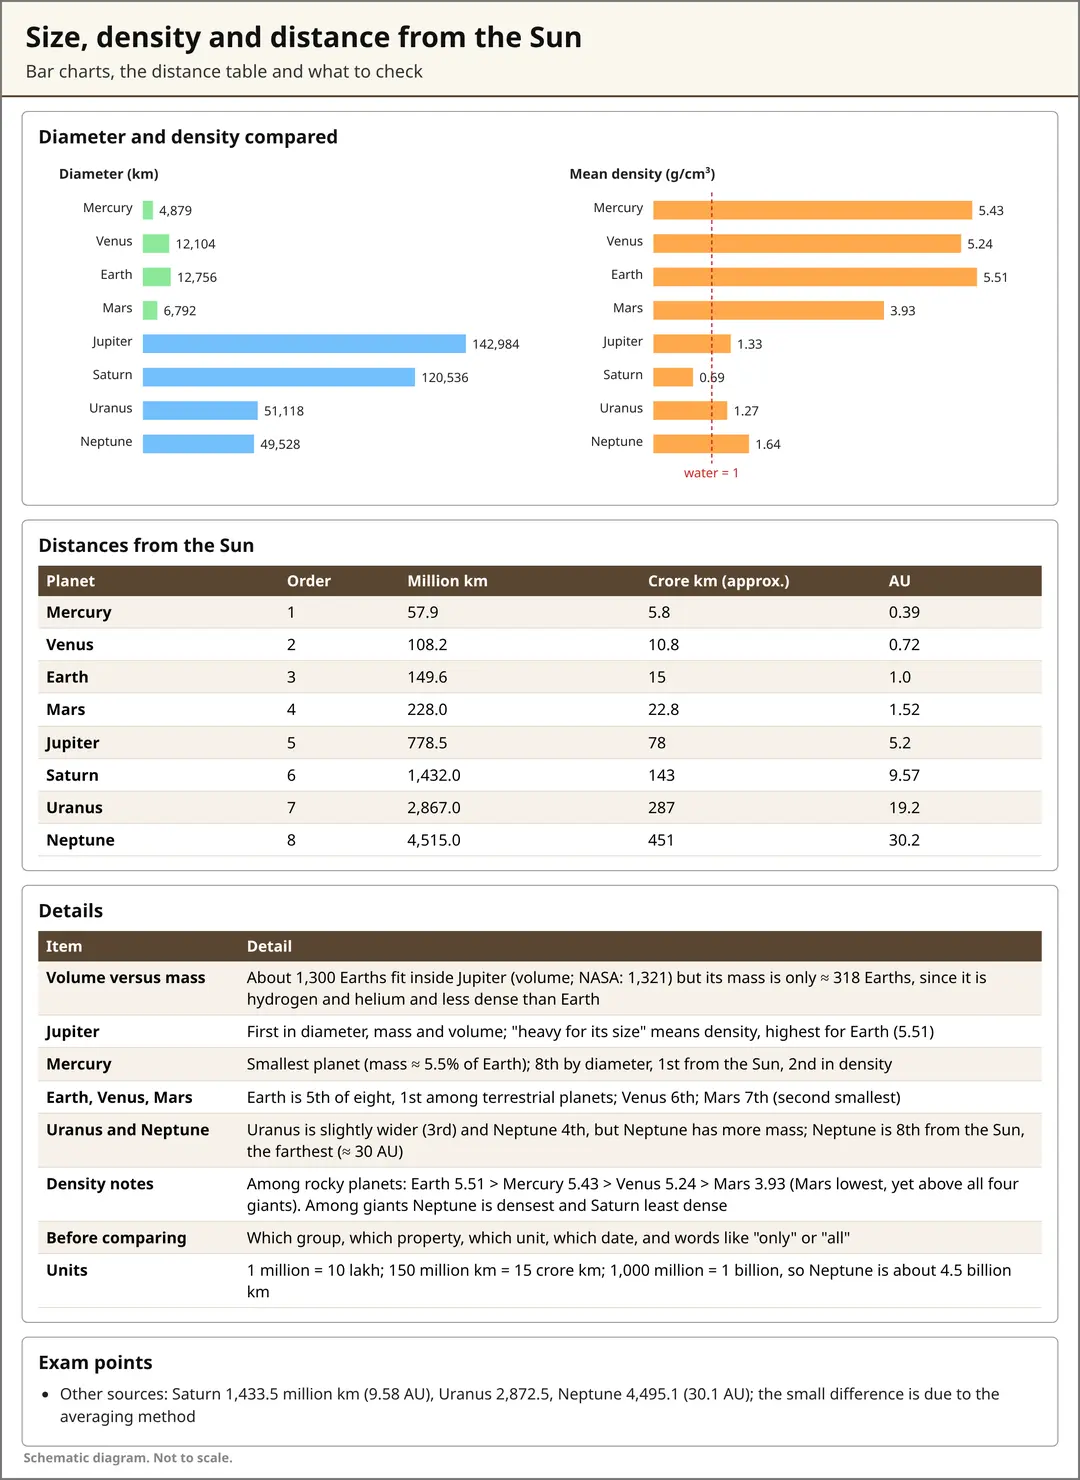 Size, density and distance from the Sun
Bar charts, the distance table and what to check
Diameter and density compared
Diameter (km)
Mercury 4,879
Venus 12,104
Earth 12,756
Mars 6,792
Jupiter 142,984
Saturn 120,536
Uranus 51,118
Neptune 49,528
Mean density (g/cm³)
Mercury 5.43
Venus 5.24
Earth 5.51
Mars 3.93
Jupiter 1.33
Saturn 0.69
Uranus 1.27
Neptune 1.64
water = 1
Distances from the Sun
Planet Order Million km Crore km (approx.) AU
Mercury 1 57.9 5.8 0.39
Venus 2 108.2 10.8 0.72
Earth 3 149.6 15 1.0
Mars 4 228.0 22.8 1.52
Jupiter 5 778.5 78 5.2
Saturn 6 1,432.0 143 9.57
Uranus 7 2,867.0 287 19.2
Neptune 8 4,515.0 451 30.2
Details
Item Detail
Volume versus mass About 1,300 Earths fit inside Jupiter (volume; NASA: 1,321) but its mass is only ≈ 318 Earths, since it is
hydrogen and helium and less dense than Earth
Jupiter First in diameter, mass and volume; "heavy for its size" means density, highest for Earth (5.51)
Mercury Smallest planet (mass ≈ 5.5% of Earth); 8th by diameter, 1st from the Sun, 2nd in density
Earth, Venus, Mars Earth is 5th of eight, 1st among terrestrial planets; Venus 6th; Mars 7th (second smallest)
Uranus and Neptune Uranus is slightly wider (3rd) and Neptune 4th, but Neptune has more mass; Neptune is 8th from the Sun,
the farthest (≈ 30 AU)
Density notes Among rocky planets: Earth 5.51 > Mercury 5.43 > Venus 5.24 > Mars 3.93 (Mars lowest, yet above all four
giants). Among giants Neptune is densest and Saturn least dense
Before comparing Which group, which property, which unit, which date, and words like "only" or "all"
Units 1 million = 10 lakh; 150 million km = 15 crore km; 1,000 million = 1 billion, so Neptune is about 4.5 billion
km
Exam points
• Other sources: Saturn 1,433.5 million km (9.58 AU), Uranus 2,872.5, Neptune 4,495.1 (30.1 AU); the small difference is due to the
averaging method
Schematic diagram. Not to scale.